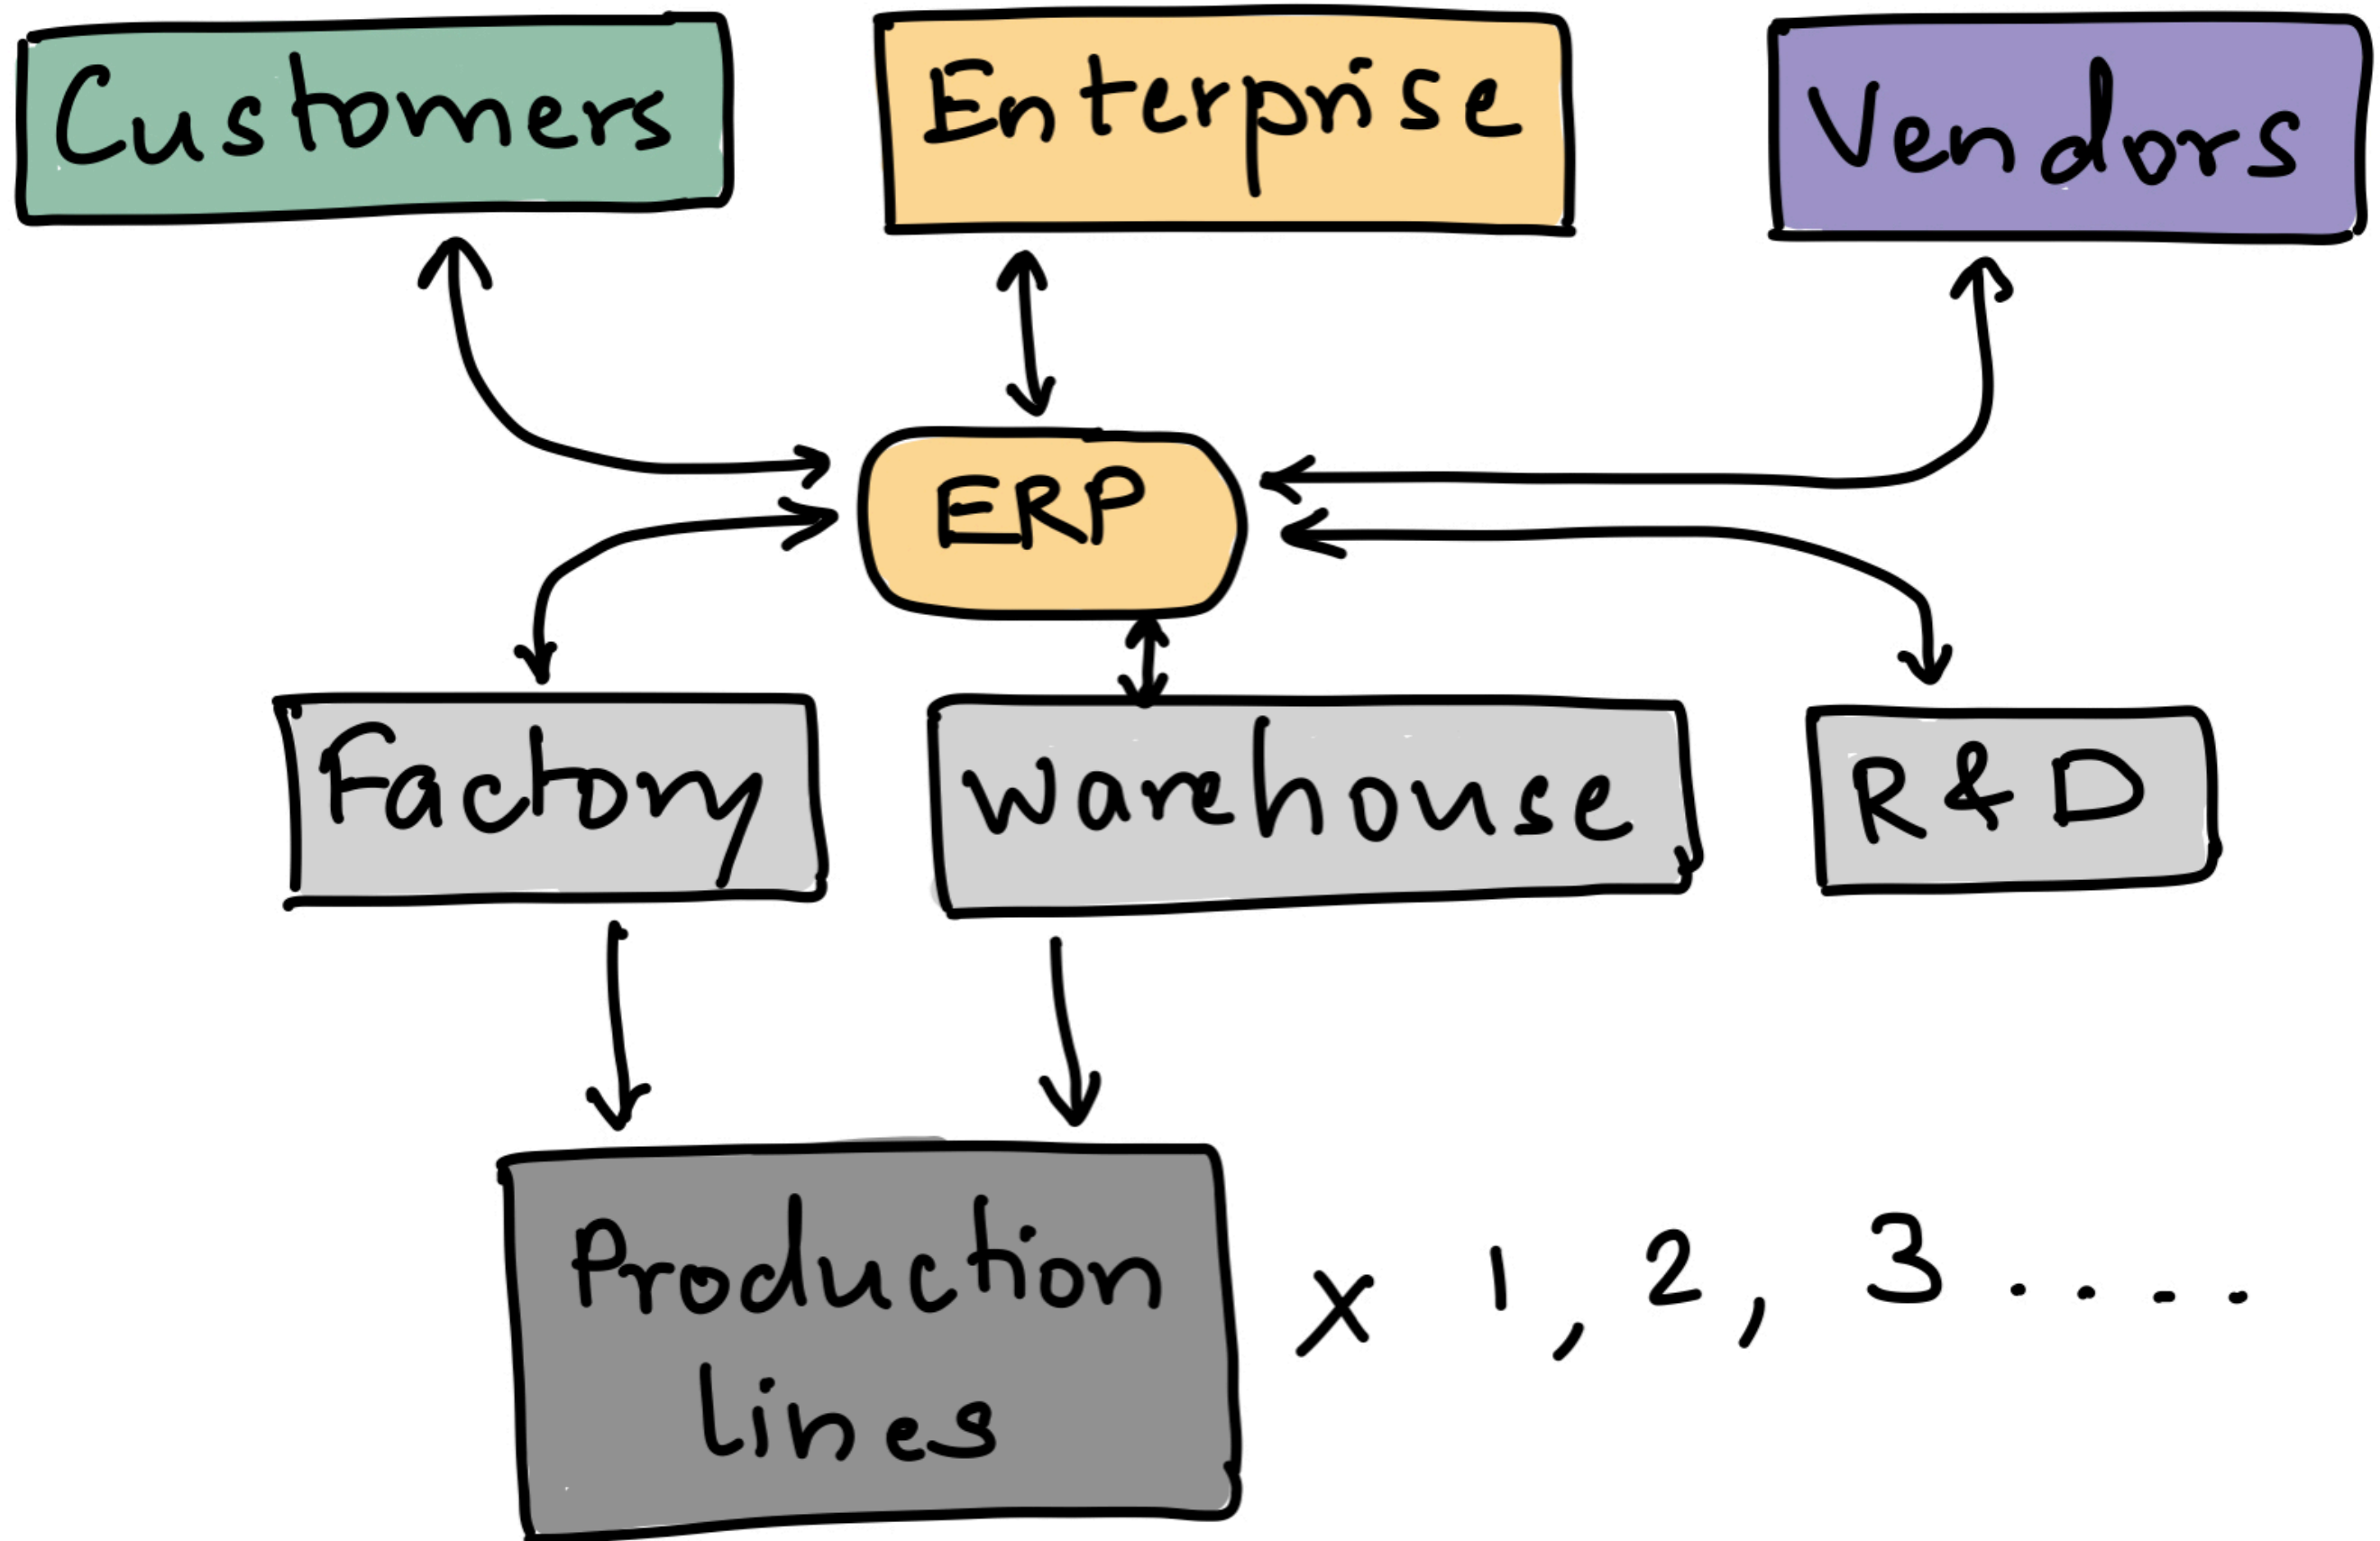 Customers
Enterprise
Vendors
ERP
Factory
Warehouse
R & D
Production
lines
x 1, 2, 3 ....